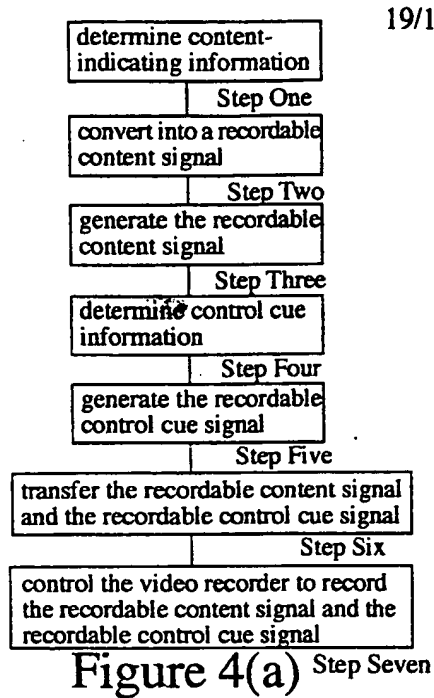 19/1
determine content-
indicating information
Step One
convert into a recordable
content signal
Step Two
generate the recordable
content signal
Step Three
determine control cue
information
Step Four
generate the recordable
control cue signal
Step Five
transfer the recordable content signal
and the recordable control cue signal
Step Six
control the video recorder to record
the recordable content signal and the
recordable control cue signal
Figure 4(a) Step Seven